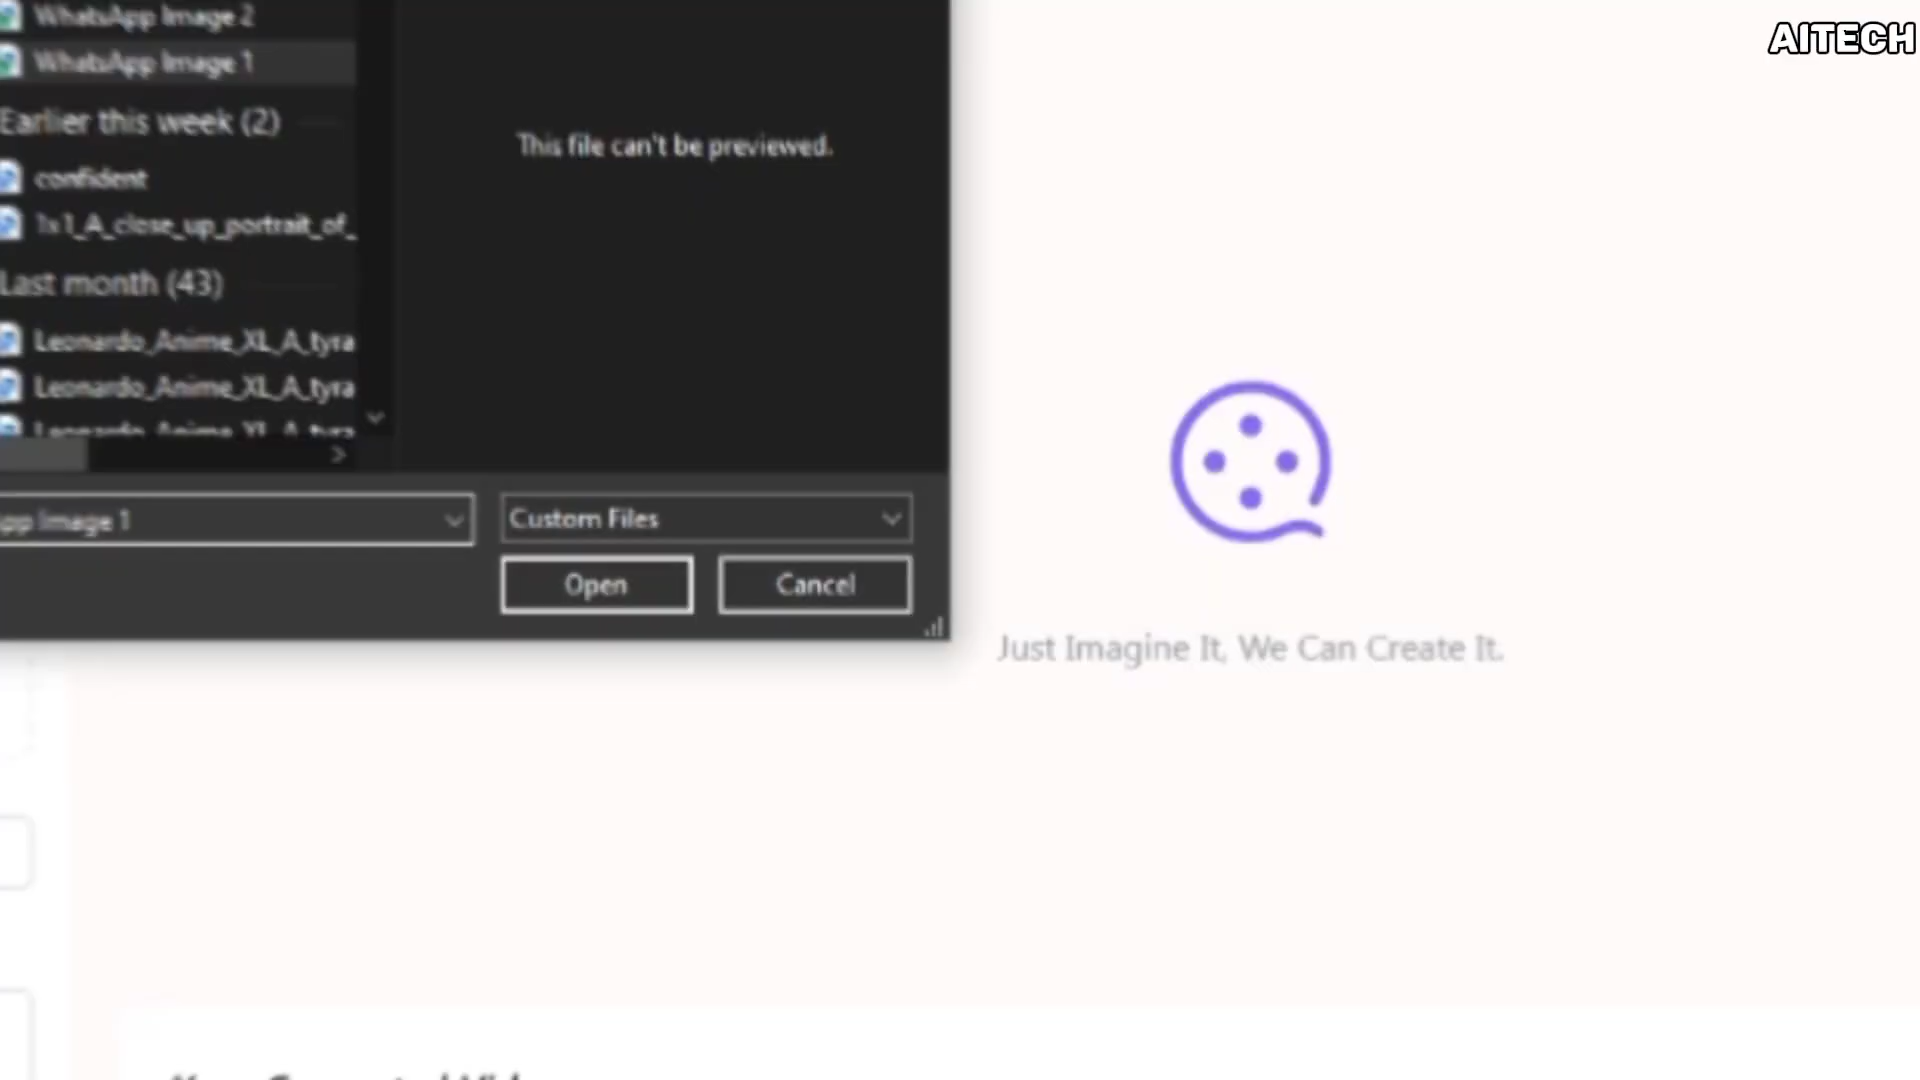 AITECH
WhatsApp Image 2
WhatsApp Image 1
Earlier this week (2)
confident
1x1_A_close_up_portrait_of_
Last month (43)
Leonardo_Anime_XL_A_tyra
Leonardo_Anime_XL_A_tyra
Leonardo_Anime_XL_A_tyra
This file can't be previewed.
Image 1
Custom Files
Open
Cancel
Just Imagine It, We Can Create It.